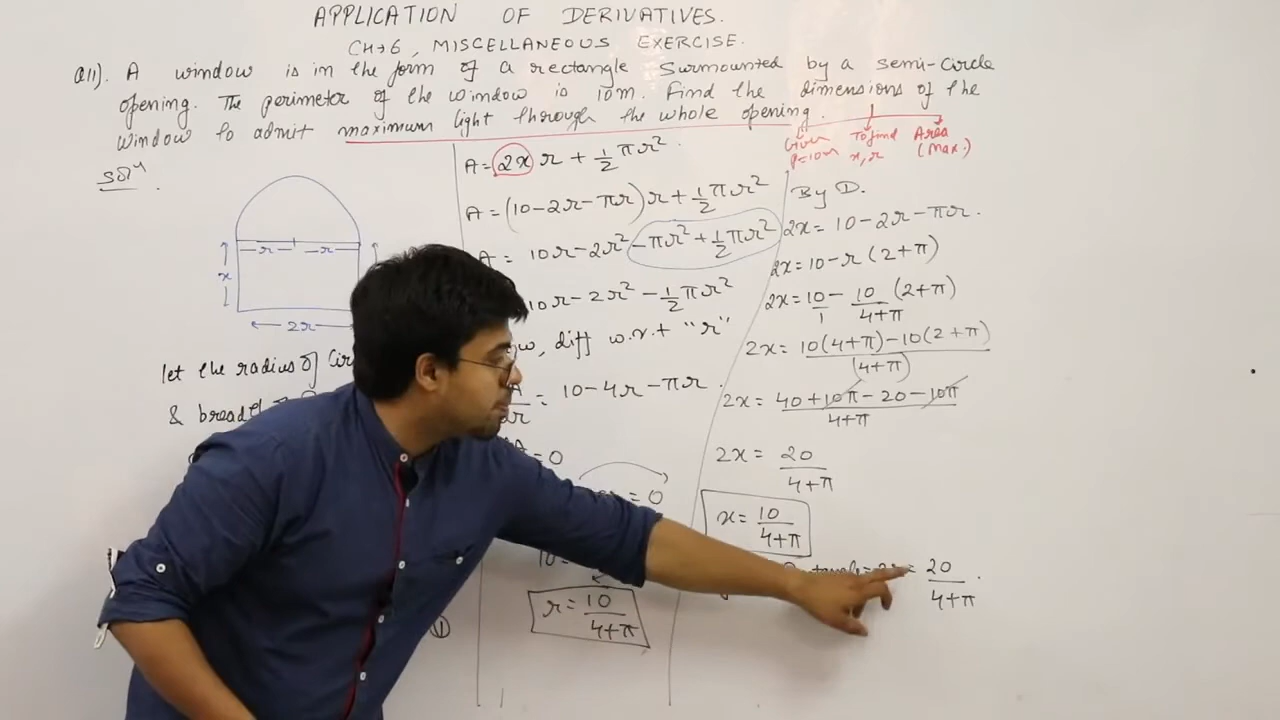 APPLICATION OF DERIVATIVES.
CH→6, MISCELLANEOUS EXERCISE.
Q11). A window is in the form of a rectangle surmounted by a semi-circle
opening. The perimeter of the window is 10m. Find the dimensions of the
window to admit maximum light through the whole opening.
Given
P=10m
To find
x, r
Area
(Max.)
Solⁿ.
r r
x
2r
let the radius of Cir
&
A = 2x r + 1/2 πr².
A = (10-2r-πr)r + 1/2 πr²
A = 10r-2r²-πr²+1/2 πr²
10r-2r²-1/2 πr²
diff w.r.t "r"
= 10-4r-πr.
= 0
= 0
10 =
r = 10/4+π
①
By ①.
2x = 10-2r-πr.
2x = 10-r(2+π)
2x = 10/1 - 10/4+π (2+π)
2x = 10(4+π)-10(2+π)/(4+π)
2x = 40+10π-20-10π/4+π
2x = 20/4+π
x = 10/4+π
= 20/4+π.